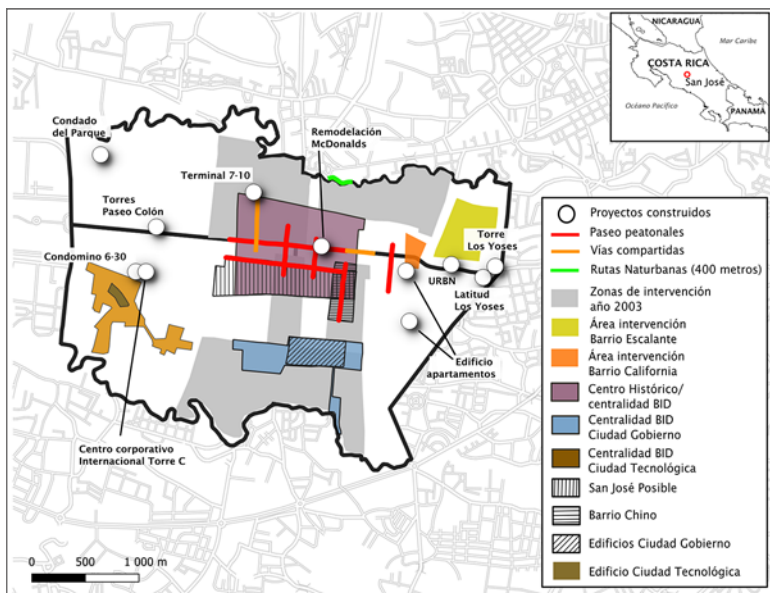 NICARAGUA
Mar Caribe
COSTA RICA
San José
Océano Pacífico
PANAMÁ
Condado
del Parque
Remodelación
McDonalds
Terminal 7-10
Torres
Paseo Colón
Condomino 6-30
Torre
Los Yoses
URBN
Latitud
Los Yoses
Edificio
apartamentos
Centro corporativo
Internacional Torre C
0 500 1 000 m
Proyectos construidos
Paseo peatonales
Vías compartidas
Rutas Naturbanas (400 metros)
Zonas de intervención
año 2003
Área intervención
Barrio Escalante
Área intervención
Barrio California
Centro Histórico/
centralidad BID
Centralidad BID
Ciudad Gobierno
Centralidad BID
Ciudad Tecnológica
San José Posible
Barrio Chino
Edificios Ciudad Gobierno
Edificio Ciudad Tecnológica